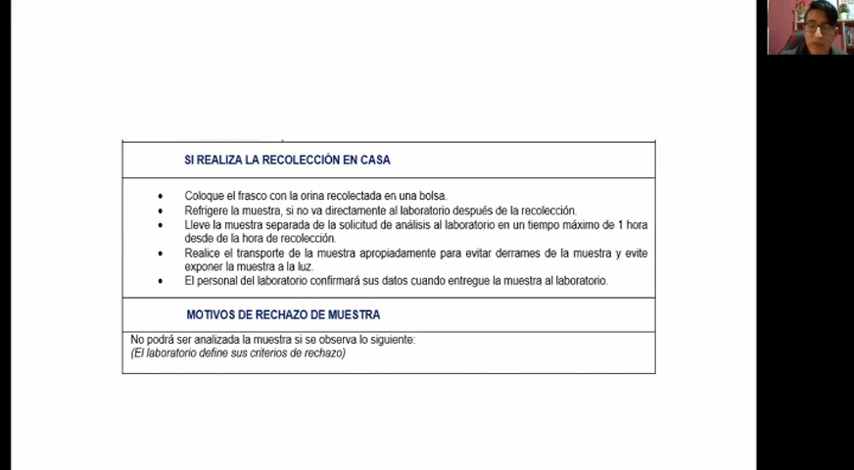 SI REALIZA LA RECOLECCIÓN EN CASA
• Coloque el frasco con la orina recolectada en una bolsa.
• Refrigere la muestra, si no va directamente al laboratorio después de la recolección.
• Lleve la muestra separada de la solicitud de análisis al laboratorio en un tiempo máximo de 1 hora
desde de la hora de recolección.
• Realice el transporte de la muestra apropiadamente para evitar derrames de la muestra y evite
exponer la muestra a la luz.
• El personal del laboratorio confirmará sus datos cuando entregue la muestra al laboratorio.
MOTIVOS DE RECHAZO DE MUESTRA
No podrá ser analizada la muestra si se observa lo siguiente:
(El laboratorio define sus criterios de rechazo)